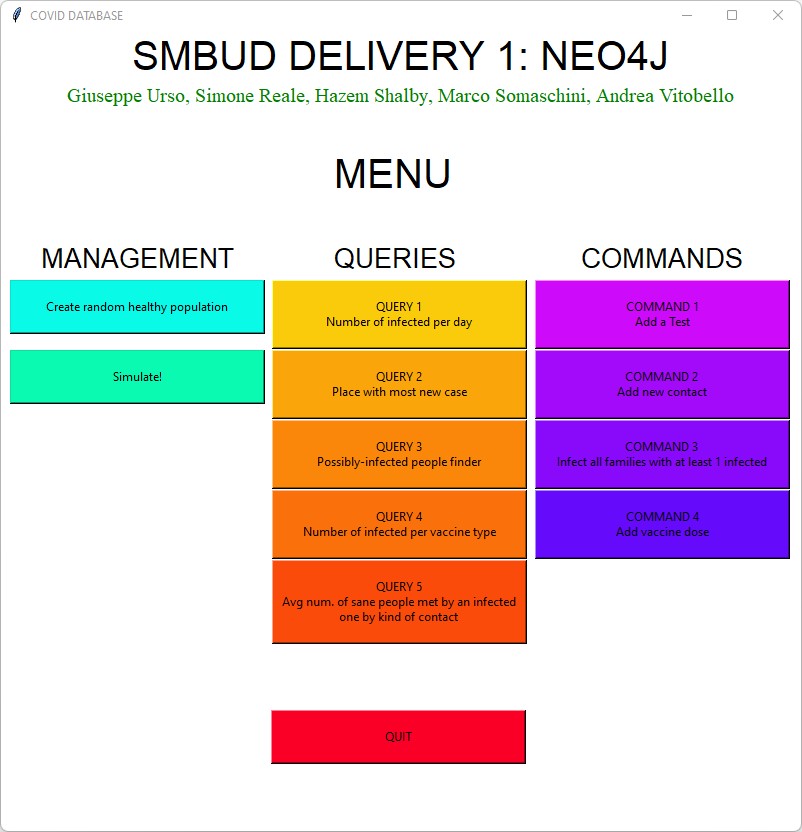 COVID DATABASE
SMBUD DELIVERY 1: NEO4J
Giuseppe Urso, Simone Reale, Hazem Shalby, Marco Somaschini, Andrea Vitobello
MENU
MANAGEMENT
Create random healthy population
Simulate!
QUERIES
QUERY 1
Number of infected per day
QUERY 2
Place with most new case
QUERY 3
Possibly-infected people finder
QUERY 4
Number of infected per vaccine type
QUERY 5
Avg num. of sane people met by an infected
one by kind of contact
COMMANDS
COMMAND 1
Add a Test
COMMAND 2
Add new contact
COMMAND 3
Infect all families with at least 1 infected
COMMAND 4
Add vaccine dose
QUIT